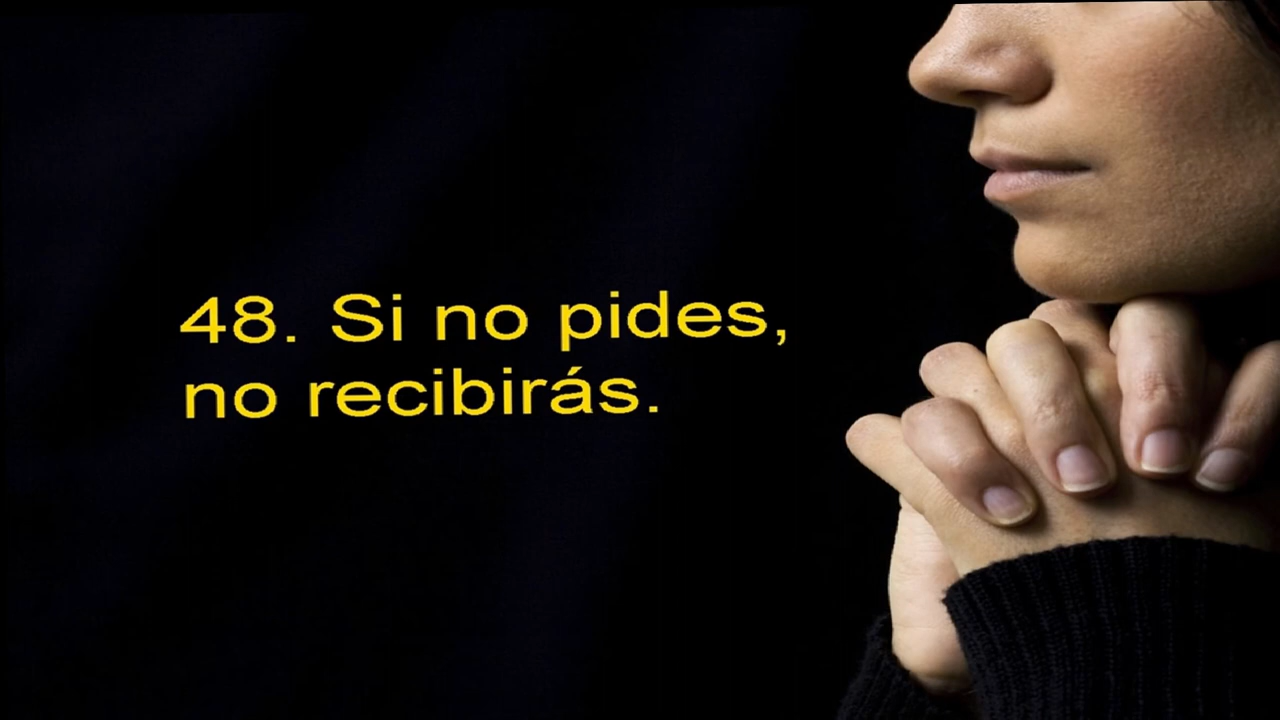 48. Si no pides,
no recibirás.